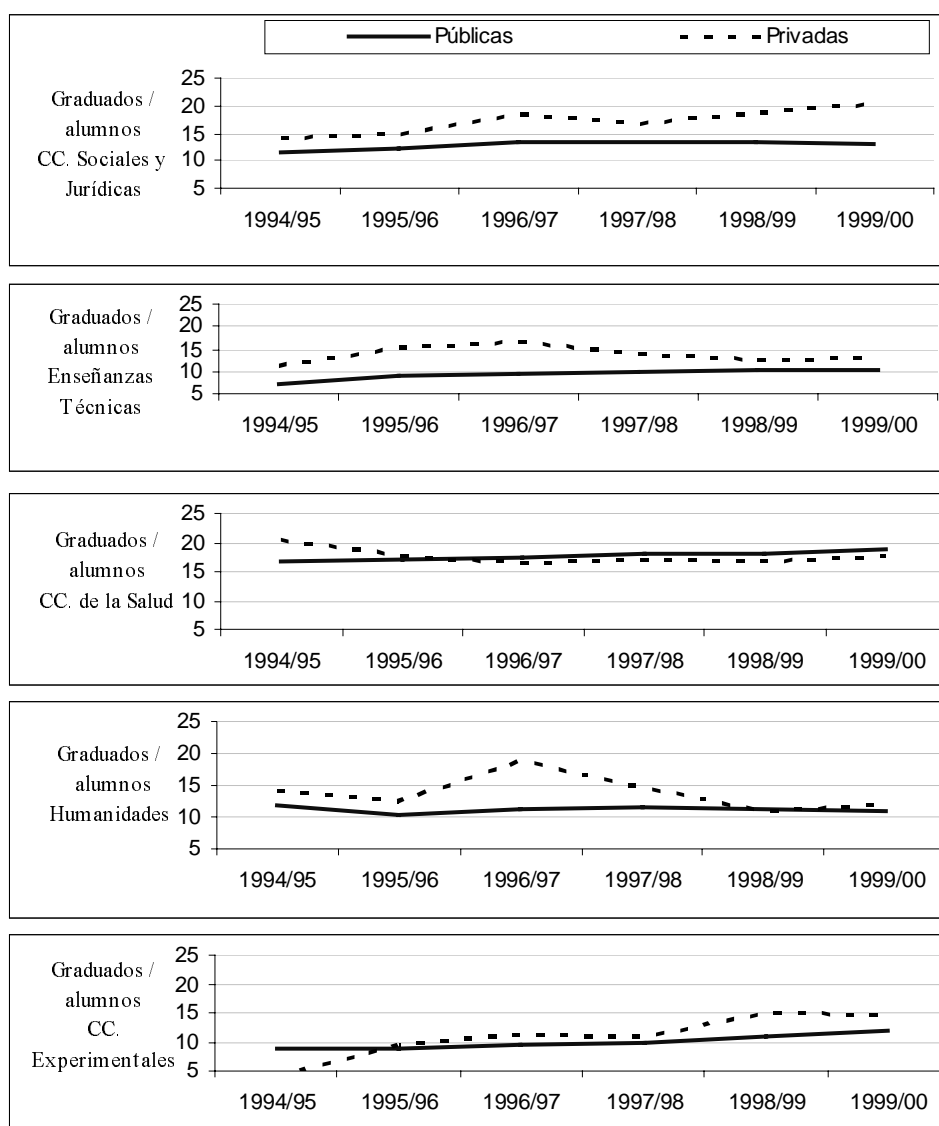 Públicas Privadas
25
20
15
10
5
Graduados /
alumnos
CC. Sociales y
Jurídicas
1994/95 1995/96 1996/97 1997/98 1998/99 1999/00
25
20
15
10
5
Graduados /
alumnos
Enseñanzas
Técnicas
1994/95 1995/96 1996/97 1997/98 1998/99 1999/00
25
20
15
10
5
Graduados /
alumnos
CC. de la Salud
1994/95 1995/96 1996/97 1997/98 1998/99 1999/00
25
20
15
10
5
Graduados /
alumnos
Humanidades
1994/95 1995/96 1996/97 1997/98 1998/99 1999/00
25
20
15
10
5
Graduados /
alumnos
CC.
Experimentales
1994/95 1995/96 1996/97 1997/98 1998/99 1999/00